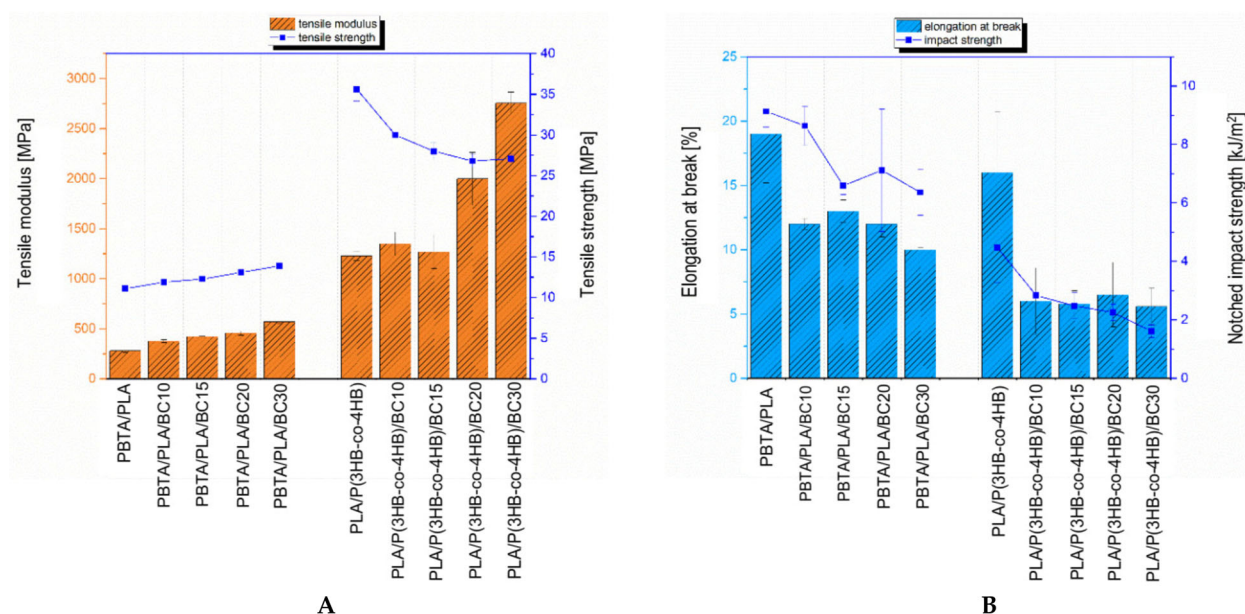 tensile modulus
tensile strength
Tensile modulus [MPa]
3000
2500
2000
1500
1000
500
0
40
35
30
25
20
15
10
5
0
Tensile strength [MPa]
PBTA/PLA
PBTA/PLA/BC10
PBTA/PLA/BC15
PBTA/PLA/BC20
PBTA/PLA/BC30
PLA/P(3HB-co-4HB)
PLA/P(3HB-co-4HB)/BC10
PLA/P(3HB-co-4HB)/BC15
PLA/P(3HB-co-4HB)/BC20
PLA/P(3HB-co-4HB)/BC30
A
elongation at break
impact strength
Elongation at break [%]
25
20
15
10
5
0
10
8
6
4
2
0
Notched impact strength [kJ/m²]
PBTA/PLA
PBTA/PLA/BC10
PBTA/PLA/BC15
PBTA/PLA/BC20
PBTA/PLA/BC30
PLA/P(3HB-co-4HB)
PLA/P(3HB-co-4HB)/BC10
PLA/P(3HB-co-4HB)/BC15
PLA/P(3HB-co-4HB)/BC20
PLA/P(3HB-co-4HB)/BC30
B